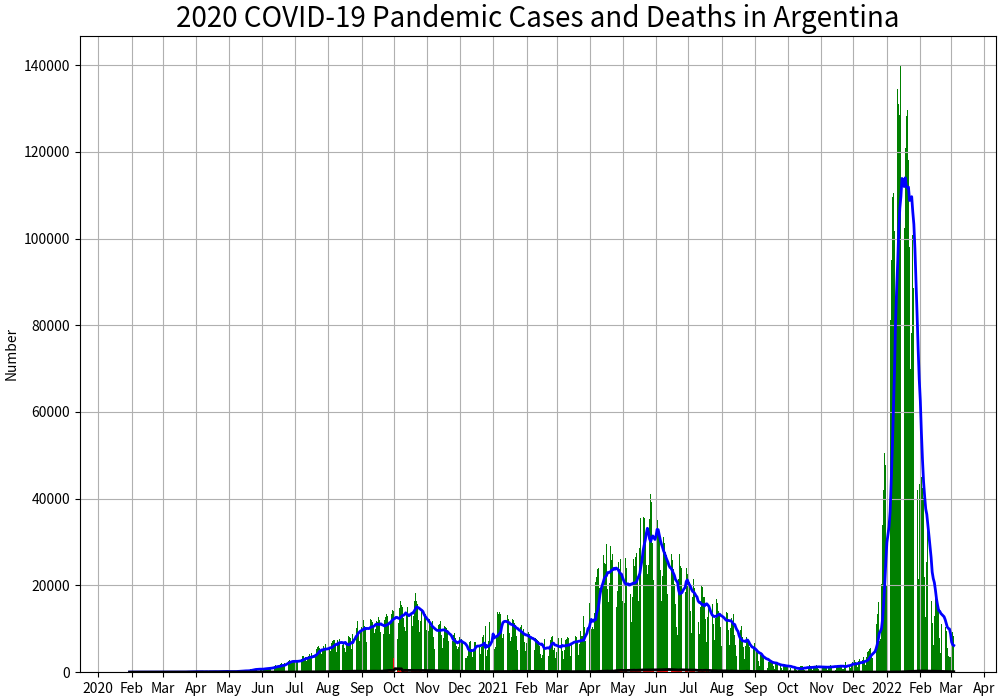 2020 COVID-19 Pandemic Cases and Deaths in Argentina
140000
120000
100000
80000
60000
40000
20000
0
Number
2020 Feb Mar Apr May Jun Jul Aug Sep Oct Nov Dec 2021 Feb Mar Apr May Jun Jul Aug Sep Oct Nov Dec 2022 Feb Mar Apr